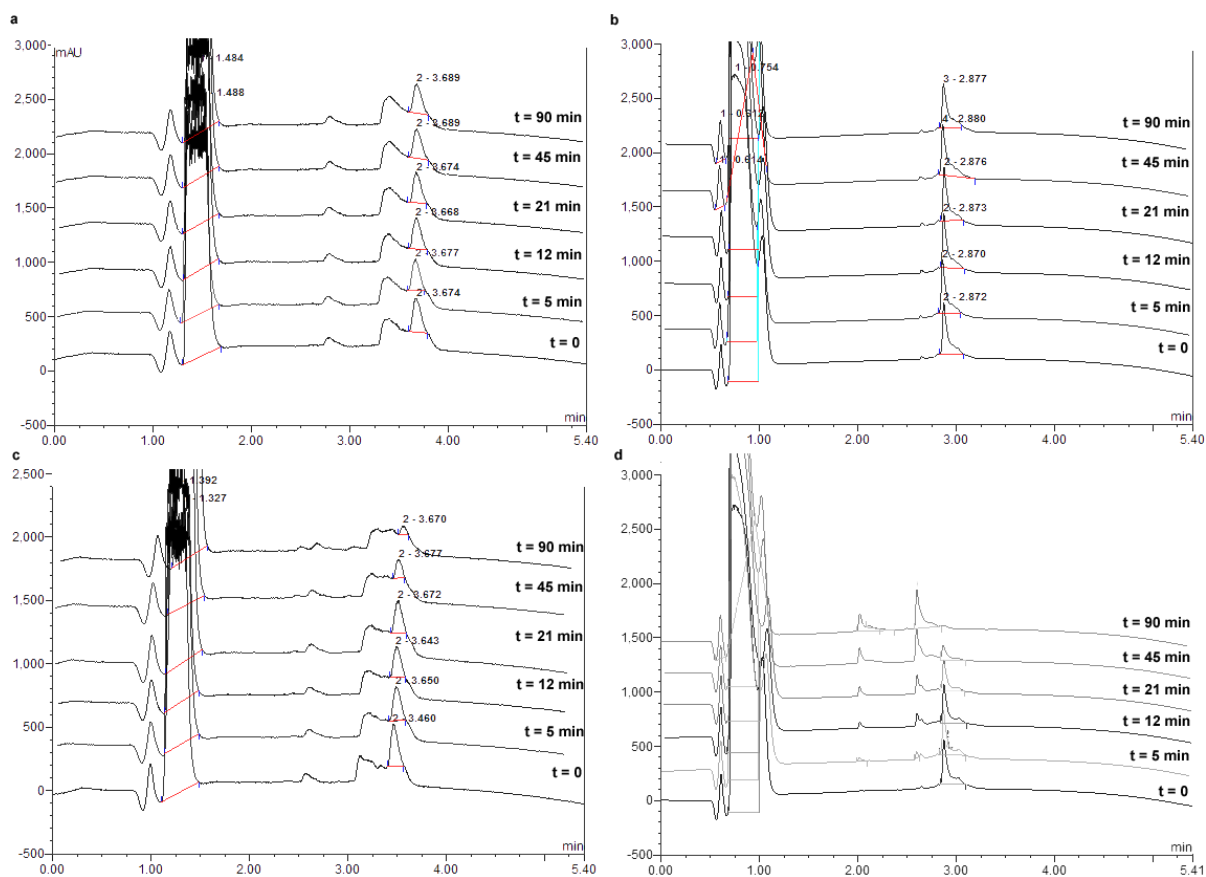 a
3,000
mAU
1.484
2 - 3.689
2,500
1.488
t = 90 min
2 - 3.689
2,000
t = 45 min
2 - 3.674
1,500
t = 21 min
2 - 3.668
1,000
t = 12 min
2 - 3.677
500
t = 5 min
2 - 3.674
t = 0
0
-500
min
0.00 1.00 2.00 3.00 4.00 5.40
b
3,000
1 - 0.754
3 - 2.877
2,500
1 - 0.912
4 - 2.880
t = 90 min
2,000
1 - 0.614
2 - 2.876
t = 45 min
1,500
2 - 2.873
t = 21 min
1,000
2 - 2.870
t = 12 min
500
2 - 2.872
t = 5 min
t = 0
0
-500
min
0.00 1.00 2.00 3.00 4.00 5.40
c
2,500
1.392
1.327
2 - 3.670
2,000
t = 90 min
2 - 3.677
1,500
t = 45 min
2 - 3.672
1,000
t = 21 min
2 - 3.643
t = 12 min
500
2 - 3.650
t = 5 min
2 - 3.460
t = 0
0
-500
min
0.00 1.00 2.00 3.00 4.00 5.40
d
3,000
2,500
2,000
t = 90 min
1,500
t = 45 min
1,000
t = 21 min
t = 12 min
500
t = 5 min
t = 0
0
-500
min
0.00 1.00 2.00 3.00 4.00 5.41